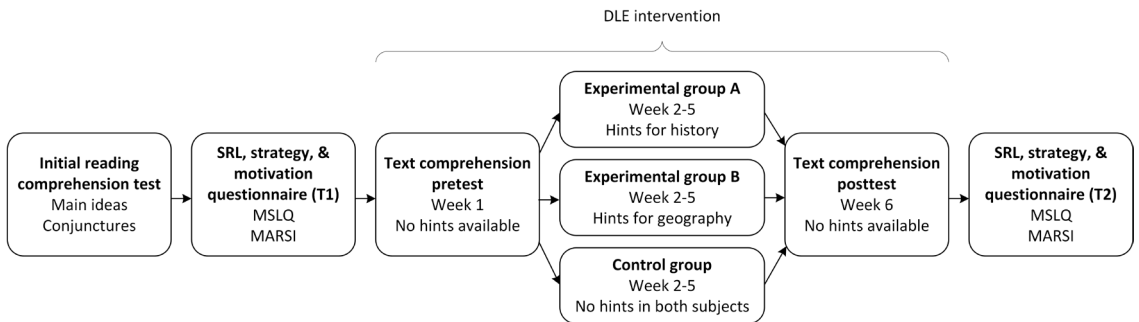 DLE intervention
Initial reading
comprehension test
Main ideas
Conjunctures
SRL, strategy, &
motivation
questionnaire (T1)
MSLQ
MARSI
Text comprehension
pretest
Week 1
No hints available
Experimental group A
Week 2-5
Hints for history
Experimental group B
Week 2-5
Hints for geography
Control group
Week 2-5
No hints in both subjects
Text comprehension
posttest
Week 6
No hints available
SRL, strategy, &
motivation
questionnaire (T2)
MSLQ
MARSI